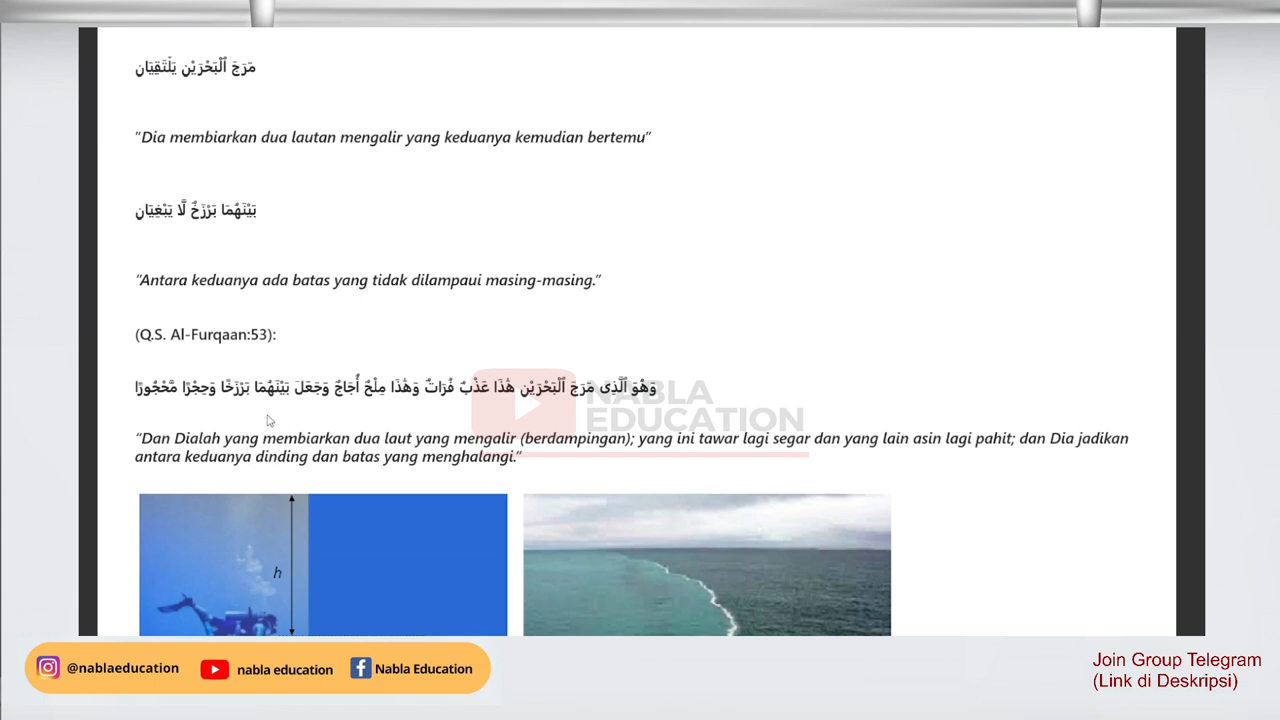 مَرَجَ ٱلْبَحْرَيْنِ يَلْتَقِيَانِ
"Dia membiarkan dua lautan mengalir yang keduanya kemudian bertemu"
بَيْنَهُمَا بَرْزَخٌ لَّا يَبْغِيَانِ
"Antara keduanya ada batas yang tidak dilampaui masing-masing."
(Q.S. Al-Furqaan:53):
وَهُوَ ٱلَّذِى مَرَجَ ٱلْبَحْرَيْنِ هَٰذَا عَذْبٌ فُرَاتٌ وَهَٰذَا مِلْحٌ أُجَاجٌ وَجَعَلَ بَيْنَهُمَا بَرْزَخًا وَحِجْرًا مَّحْجُورًا
NABLA
EDUCATION
"Dan Dialah yang membiarkan dua laut yang mengalir (berdampingan); yang ini tawar lagi segar dan yang lain asin lagi pahit; dan Dia jadikan
antara keduanya dinding dan batas yang menghalangi."
h
@nablaeducation nabla education Nabla Education
Join Group Telegram
(Link di Deskripsi)